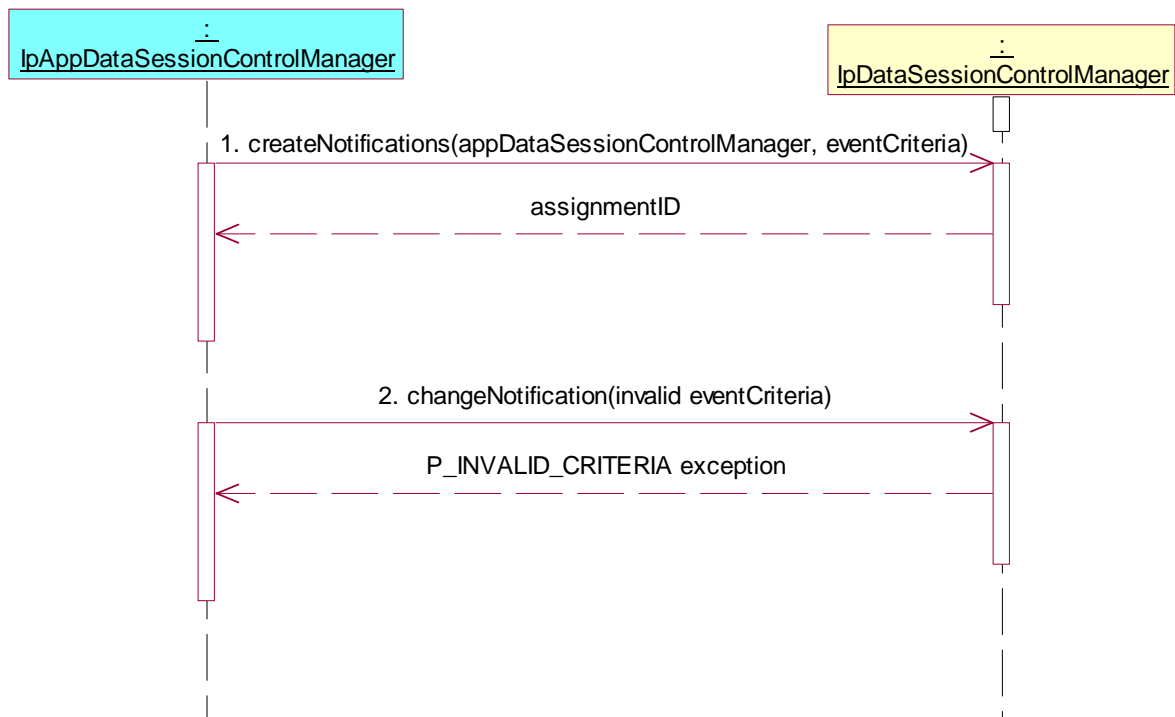 :
IpAppDataSessionControlManager
:
IpDataSessionControlManager
1. createNotifications(appDataSessionControlManager, eventCriteria)
assignmentID
2. changeNotification(invalid eventCriteria)
P_INVALID_CRITERIA exception